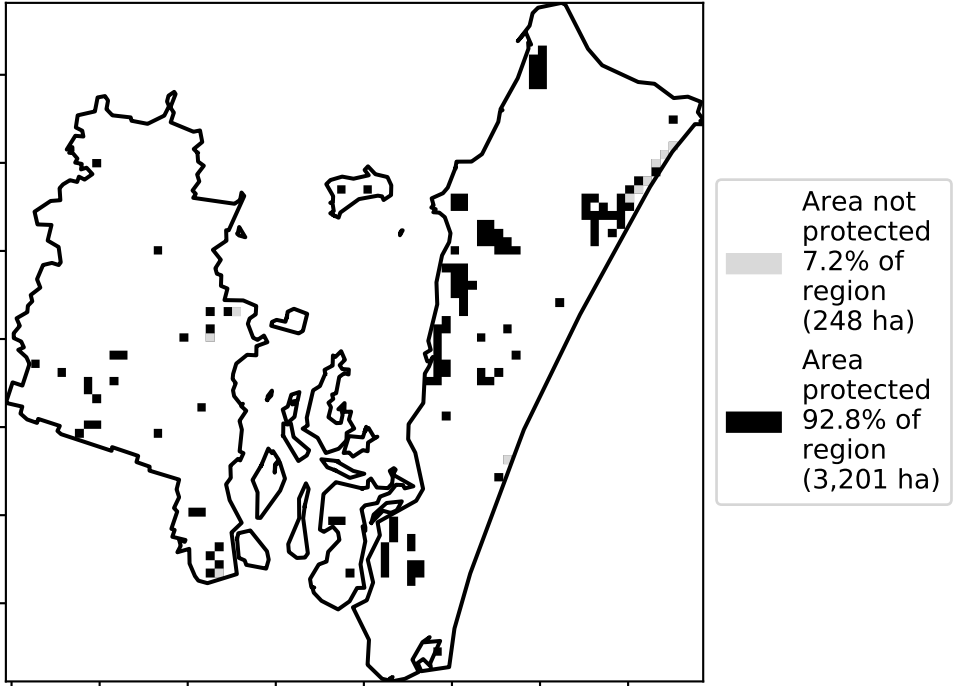 Area not
protected
7.2% of
region
(248 ha)
Area
protected
92.8% of
region
(3,201 ha)